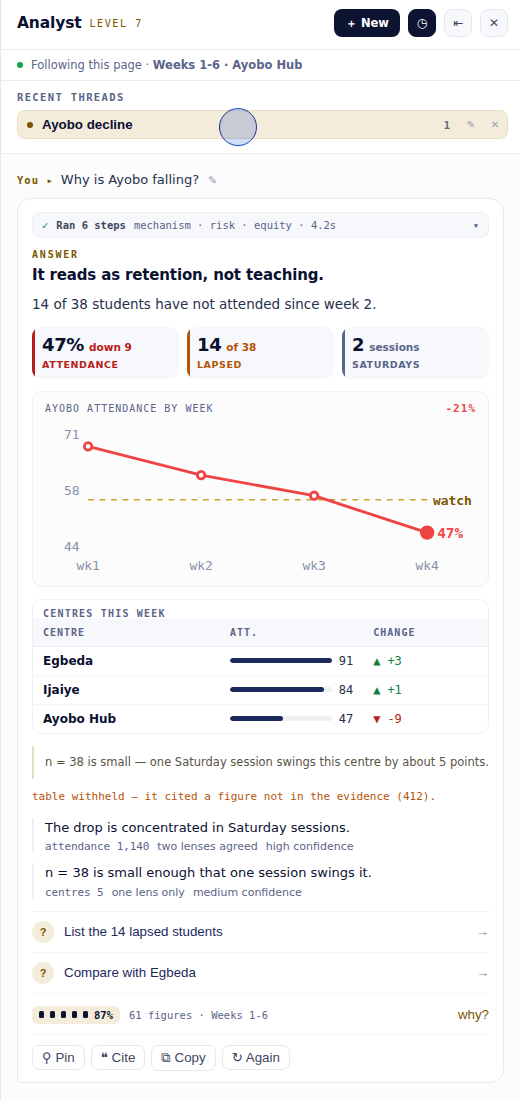 Analyst LEVEL 7
+ New
Following this page · Weeks 1-6 · Ayobo Hub
RECENT THREADS
Ayobo decline 1
You ▸ Why is Ayobo falling?
✓ Ran 6 steps mechanism · risk · equity · 4.2s
ANSWER
It reads as retention, not teaching.
14 of 38 students have not attended since week 2.
47% down 9
ATTENDANCE
14 of 38
LAPSED
2 sessions
SATURDAYS
AYOBO ATTENDANCE BY WEEK -21%
71
58
44
watch
47%
wk1 wk2 wk3 wk4
CENTRES THIS WEEK
CENTRE ATT. CHANGE
Egbeda 91 ▲ +3
Ijaiye 84 ▲ +1
Ayobo Hub 47 ▼ -9
n = 38 is small — one Saturday session swings this centre by about 5 points.
table withheld — it cited a figure not in the evidence (412).
The drop is concentrated in Saturday sessions.
attendance 1,140 two lenses agreed high confidence
n = 38 is small enough that one session swings it.
centres 5 one lens only medium confidence
? List the 14 lapsed students →
? Compare with Egbeda →
87% 61 figures · Weeks 1-6 why?
Pin ❝ Cite Copy ↻ Again